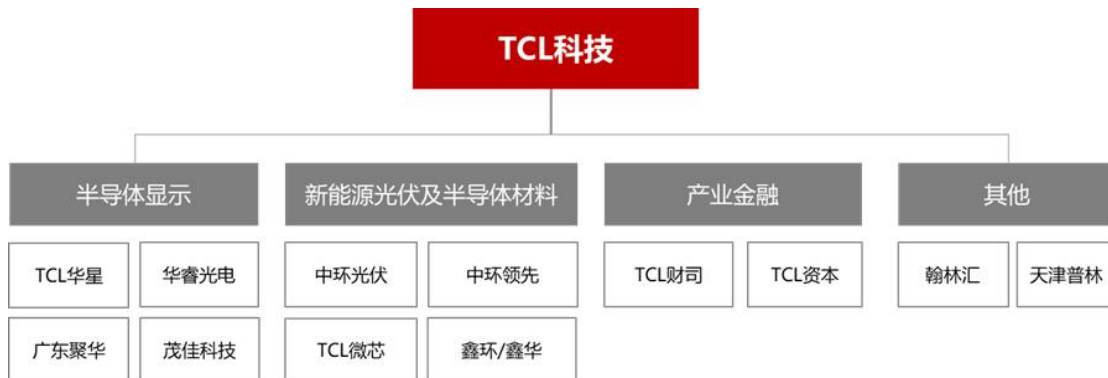 TCL科技
半导体显示
新能源光伏及半导体材料
产业金融
其他
TCL华星
华睿光电
中环光伏
中环领先
TCL财司
TCL资本
翰林汇
天津普林
广东聚华
茂佳科技
TCL微芯
鑫环/鑫华